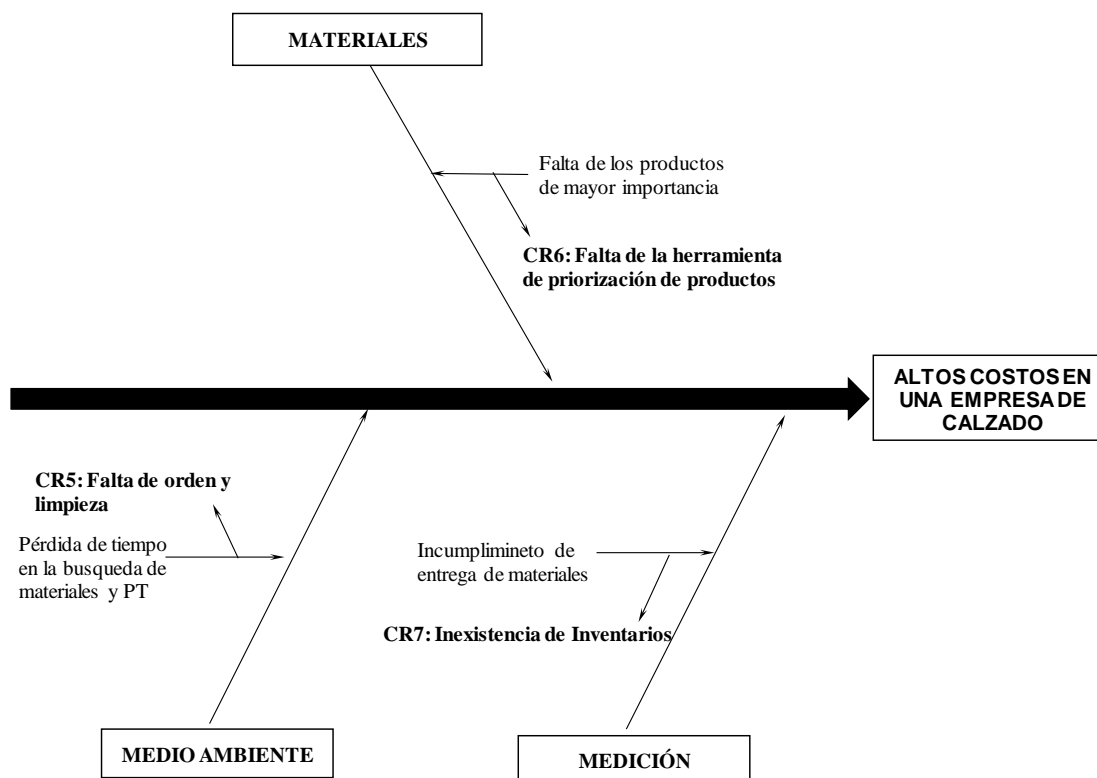 MATERIALES
Falta de los productos
de mayor importancia
CR6: Falta de la herramienta
de priorización de productos
ALTOS COSTOS EN
UNA EMPRESA DE
CALZADO
CR5: Falta de orden y
limpieza
Pérdida de tiempo
en la busqueda de
materiales y PT
Incumplimineto de
entrega de materiales
CR7: Inexistencia de Inventarios
MEDIO AMBIENTE
MEDICIÓN